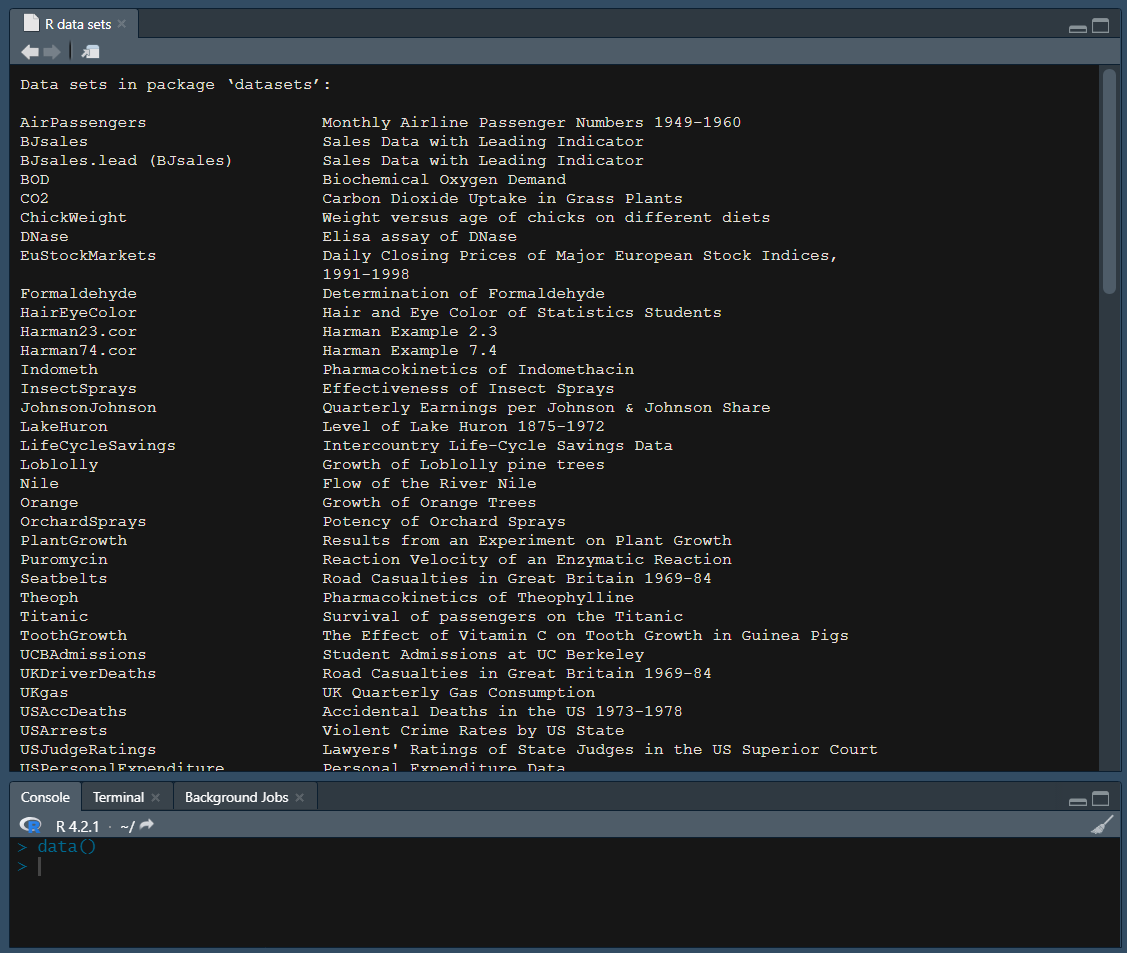 R data sets
Data sets in package ‘datasets’:
AirPassengers Monthly Airline Passenger Numbers 1949-1960
BJsales Sales Data with Leading Indicator
BJsales.lead (BJsales) Sales Data with Leading Indicator
BOD Biochemical Oxygen Demand
CO2 Carbon Dioxide Uptake in Grass Plants
ChickWeight Weight versus age of chicks on different diets
DNase Elisa assay of DNase
EuStockMarkets Daily Closing Prices of Major European Stock Indices,
1991-1998
Formaldehyde Determination of Formaldehyde
HairEyeColor Hair and Eye Color of Statistics Students
Harman23.cor Harman Example 2.3
Harman74.cor Harman Example 7.4
Indometh Pharmacokinetics of Indomethacin
InsectSprays Effectiveness of Insect Sprays
JohnsonJohnson Quarterly Earnings per Johnson & Johnson Share
LakeHuron Level of Lake Huron 1875-1972
LifeCycleSavings Intercountry Life-Cycle Savings Data
Loblolly Growth of Loblolly pine trees
Nile Flow of the River Nile
Orange Growth of Orange Trees
OrchardSprays Potency of Orchard Sprays
PlantGrowth Results from an Experiment on Plant Growth
Puromycin Reaction Velocity of an Enzymatic Reaction
Seatbelts Road Casualties in Great Britain 1969-84
Theoph Pharmacokinetics of Theophylline
Titanic Survival of passengers on the Titanic
ToothGrowth The Effect of Vitamin C on Tooth Growth in Guinea Pigs
UCBAdmissions Student Admissions at UC Berkeley
UKDriverDeaths Road Casualties in Great Britain 1969-84
UKgas UK Quarterly Gas Consumption
USAccDeaths Accidental Deaths in the US 1973-1978
USArrests Violent Crime Rates by US State
USJudgeRatings Lawyers' Ratings of State Judges in the US Superior Court
USPersonalExpenditure Personal Expenditure Data
Console Terminal Background Jobs
R R 4.2.1 · ~/
> data()
>